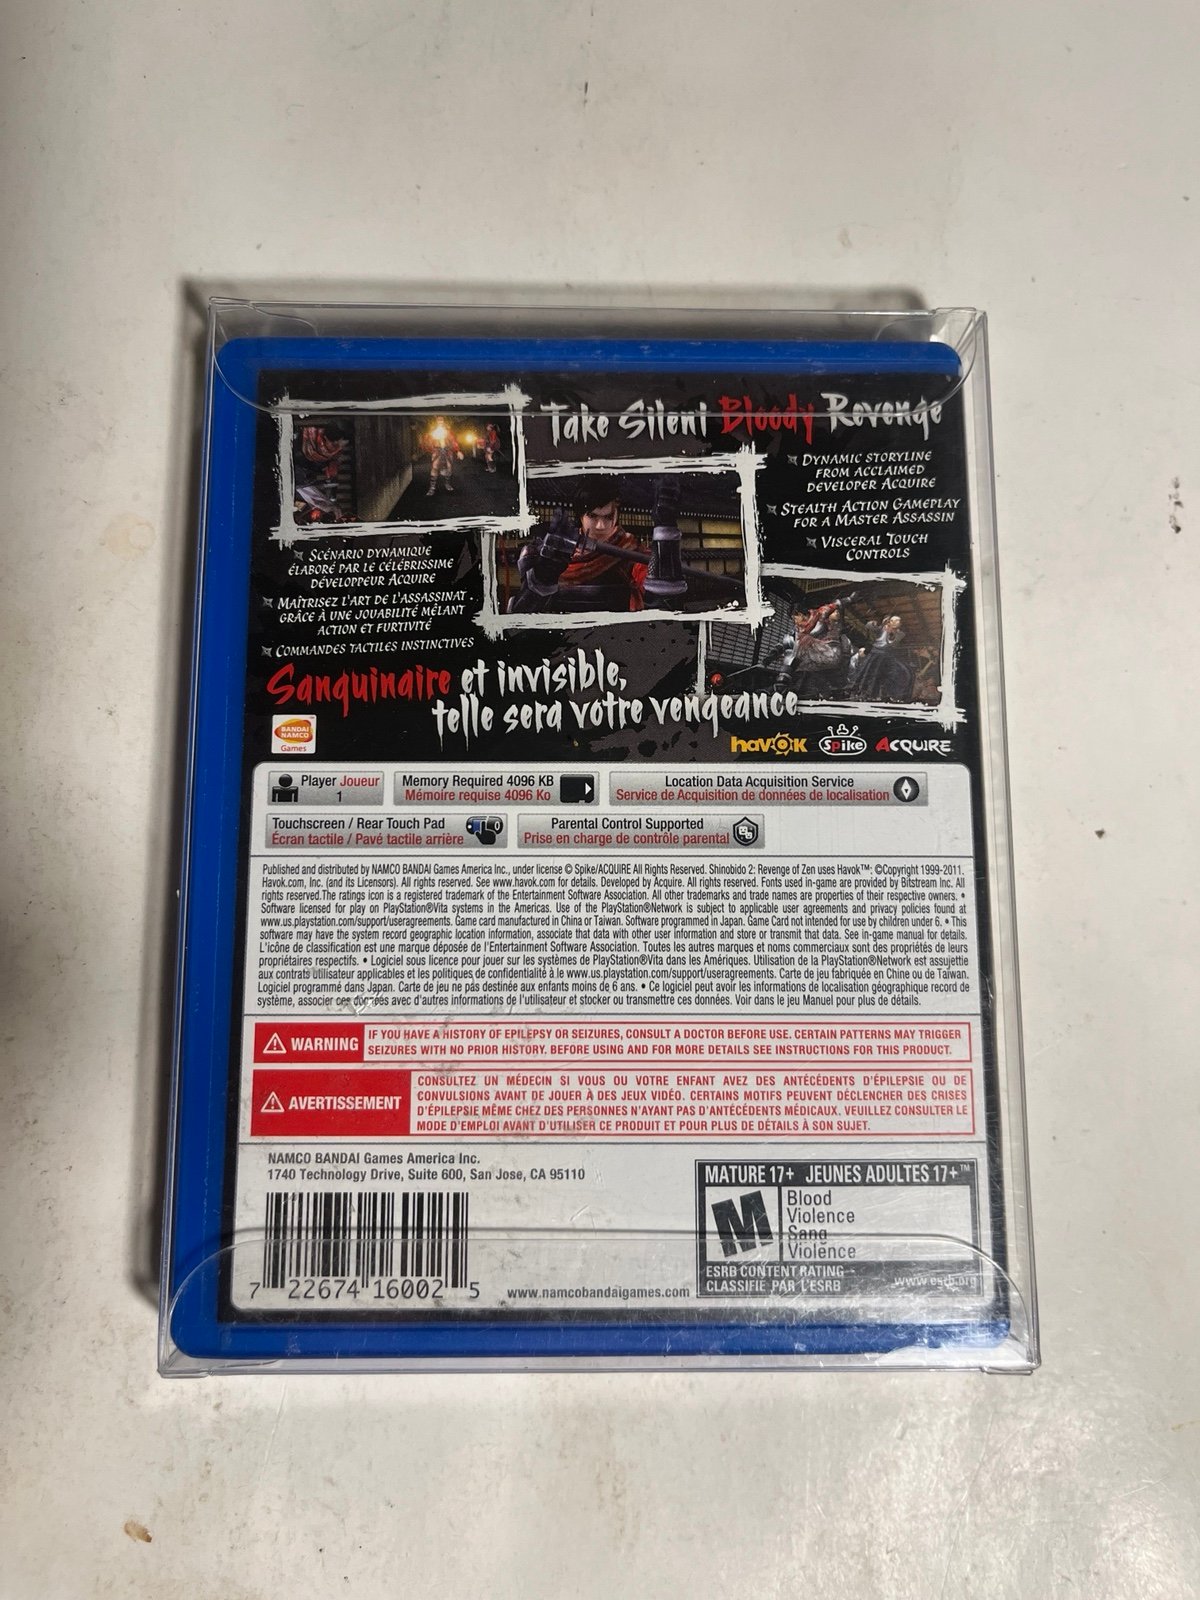 Take Silent Bloody Revenge
DYNAMIC STORYLINE
FROM ACCLAIMED
DEVELOPER ACQUIRE
STEALTH ACTION GAMEPLAY
FOR A MASTER ASSASSIN
VISCERAL TOUCH
CONTROLS
SCÉNARIO DYNAMIQUE
ÉLABORÉ PAR LE CÉLÉBRISSIME
DÉVELOPPEUR ACQUIRE
MAÎTRISEZ L'ART DE L'ASSASSINAT
GRÂCE À UNE JOUABILITÉ MÊLANT
ACTION ET FURTIVITÉ
COMMANDES TACTILES INSTINCTIVES
Sanguinaire et invisible,
telle sera votre vengeance
BANDAI
NAMCO
Games
havok
Spike
ACQUIRE
Player Joueur
1
Memory Required 4096 KB
Mémoire requise 4096 Ko
Location Data Acquisition Service
Service de Acquisition de données de localisation
Touchscreen / Rear Touch Pad
Écran tactile / Pavé tactile arrière
Parental Control Supported
Prise en charge de contrôle parental
Published and distributed by NAMCO BANDAI Games America Inc., under license © Spike/ACQUIRE All Rights Reserved. Shinobido 2: Revenge of Zen uses Havok™: ©Copyright 1999-2011.
Havok.com, Inc. (and its Licensors). All rights reserved. See www.havok.com for details. Developed by Acquire. All rights reserved. Fonts used in-game are provided by Bitstream Inc. All
rights reserved.The ratings icon is a registered trademark of the Entertainment Software Association. All other trademarks and trade names are properties of their respective owners. •
Software licensed for play on PlayStation®Vita systems in the Americas. Use of the PlayStation®Network is subject to applicable user agreements and privacy policies found at
www.us.playstation.com/support/useragreements. Game card manufactured in China or Taiwan. Software programmed in Japan. Game Card not intended for use by children under 6. • This
software may have the system record geographic location information, associate that data with other user information and store or transmit that data. See in-game manual for details.
L'icône de classification est une marque déposée de l'Entertainment Software Association. Toutes les autres marques et noms commerciaux sont des propriétés de leurs
propriétaires respectifs. • Logiciel sous licence pour jouer sur les systèmes de PlayStation®Vita dans les Amériques. Utilisation de la PlayStation®Network est assujettie
aux contrats utilisateur applicables et les politiques de confidentialité à le www.us.playstation.com/support/useragreements. Carte de jeu fabriquée en Chine ou de Taïwan.
Logiciel programmé dans Japan. Carte de jeu ne pas destinée aux enfants moins de 6 ans. • Ce logiciel peut avoir les informations de localisation géographique record de
système, associer ces données avec d'autres informations de l'utilisateur et stocker ou transmettre ces données. Voir dans le jeu Manuel pour plus de détails.
WARNING
IF YOU HAVE A HISTORY OF EPILEPSY OR SEIZURES, CONSULT A DOCTOR BEFORE USE. CERTAIN PATTERNS MAY TRIGGER
SEIZURES WITH NO PRIOR HISTORY. BEFORE USING AND FOR MORE DETAILS SEE INSTRUCTIONS FOR THIS PRODUCT.
AVERTISSEMENT
CONSULTEZ UN MÉDECIN SI VOUS OU VOTRE ENFANT AVEZ DES ANTÉCÉDENTS D'ÉPILEPSIE OU DE
CONVULSIONS AVANT DE JOUER À DES JEUX VIDÉO. CERTAINS MOTIFS PEUVENT DÉCLENCHER DES CRISES
D'ÉPILEPSIE MÊME CHEZ DES PERSONNES N'AYANT PAS D'ANTÉCÉDENTS MÉDICAUX. VEUILLEZ CONSULTER LE
MODE D'EMPLOI AVANT D'UTILISER CE PRODUIT ET POUR PLUS DE DÉTAILS À SON SUJET.
NAMCO BANDAI Games America Inc.
1740 Technology Drive, Suite 600, San Jose, CA 95110
7 22674 16002 5
www.namcobandaigames.com
MATURE 17+ JEUNES ADULTES 17+™
M
Blood
Violence
Sang
Violence
ESRB CONTENT RATING
CLASSIFIÉ PAR L'ESRB
www.esrb.org